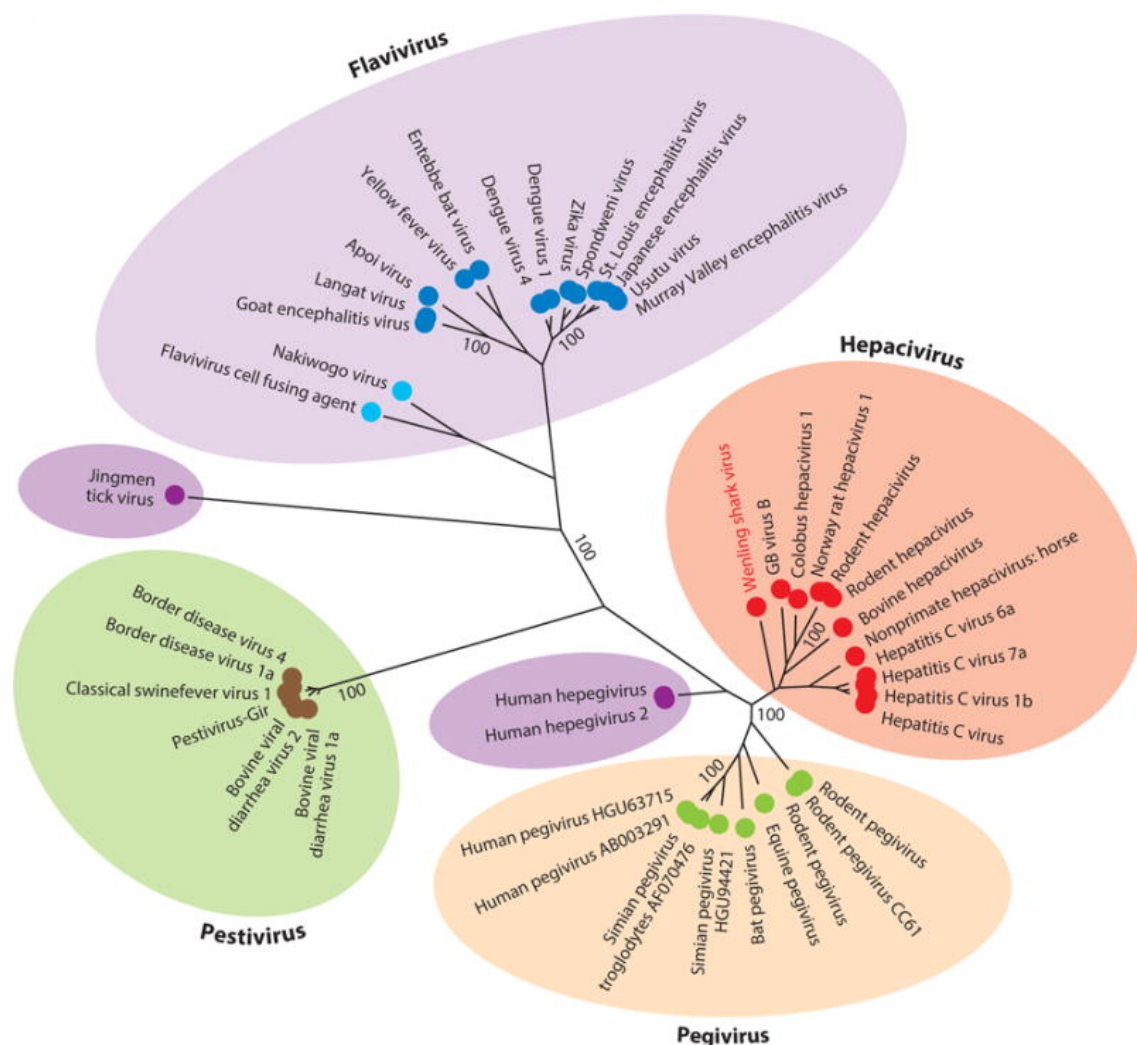 Flavivirus
Entebbe bat virus
Yellow fever virus
Apoi virus
Langat virus
Goat encephalitis virus
Dengue virus 4
Dengue virus 1
Zika virus
Spondweni virus
St. Louis encephalitis virus
Japanese encephalitis virus
Usutu virus
Murray Valley encephalitis virus
100
100
Nakiwogo virus
Flavivirus cell fusing agent
Jingmen
tick virus
100
Hepacivirus
Wenling shark virus
GB virus B
Colobus hepacivirus 1
Norway rat hepacivirus 1
Rodent hepacivirus
Rodent hepacivirus
Bovine hepacivirus
Nonprimate hepacivirus: horse
Hepatitis C virus 6a
Hepatitis C virus 7a
Hepatitis C virus 1b
Hepatitis C virus
100
100
Border disease virus 4
Border disease virus 1a
Classical swinefever virus 1
Pestivirus-Gir
Bovine viral
diarrhea virus 2
Bovine viral
diarrhea virus 1a
100
Pestivirus
Human hepegivirus
Human hepegivirus 2
100
Human pegivirus HGU63715
Human pegivirus AB003291
Simian pegivirus
troglodytes AF070476
Simian pegivirus
HGU94421
Bat pegivirus
Equine pegivirus
Rodent pegivirus
Rodent pegivirus CC61
Rodent pegivirus
Pegivirus